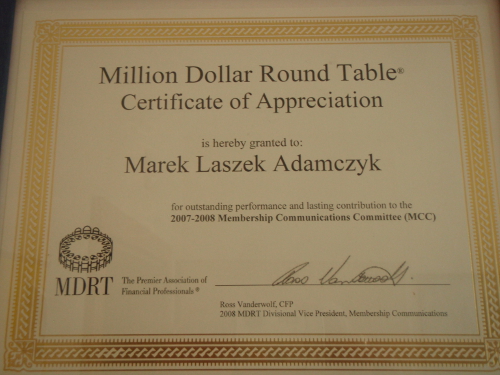 Million Dollar Round Table®
Certificate of Appreciation
is hereby granted to:
Marek Laszek Adamczyk
for outstanding performance and lasting contribution to the
2007-2008 Membership Communications Committee (MCC)
MDRT
The Premier Association of
Financial Professionals®
Ross Vanderwolf
Ross Vanderwolf, CFP
2008 MDRT Divisional Vice President, Membership Communications